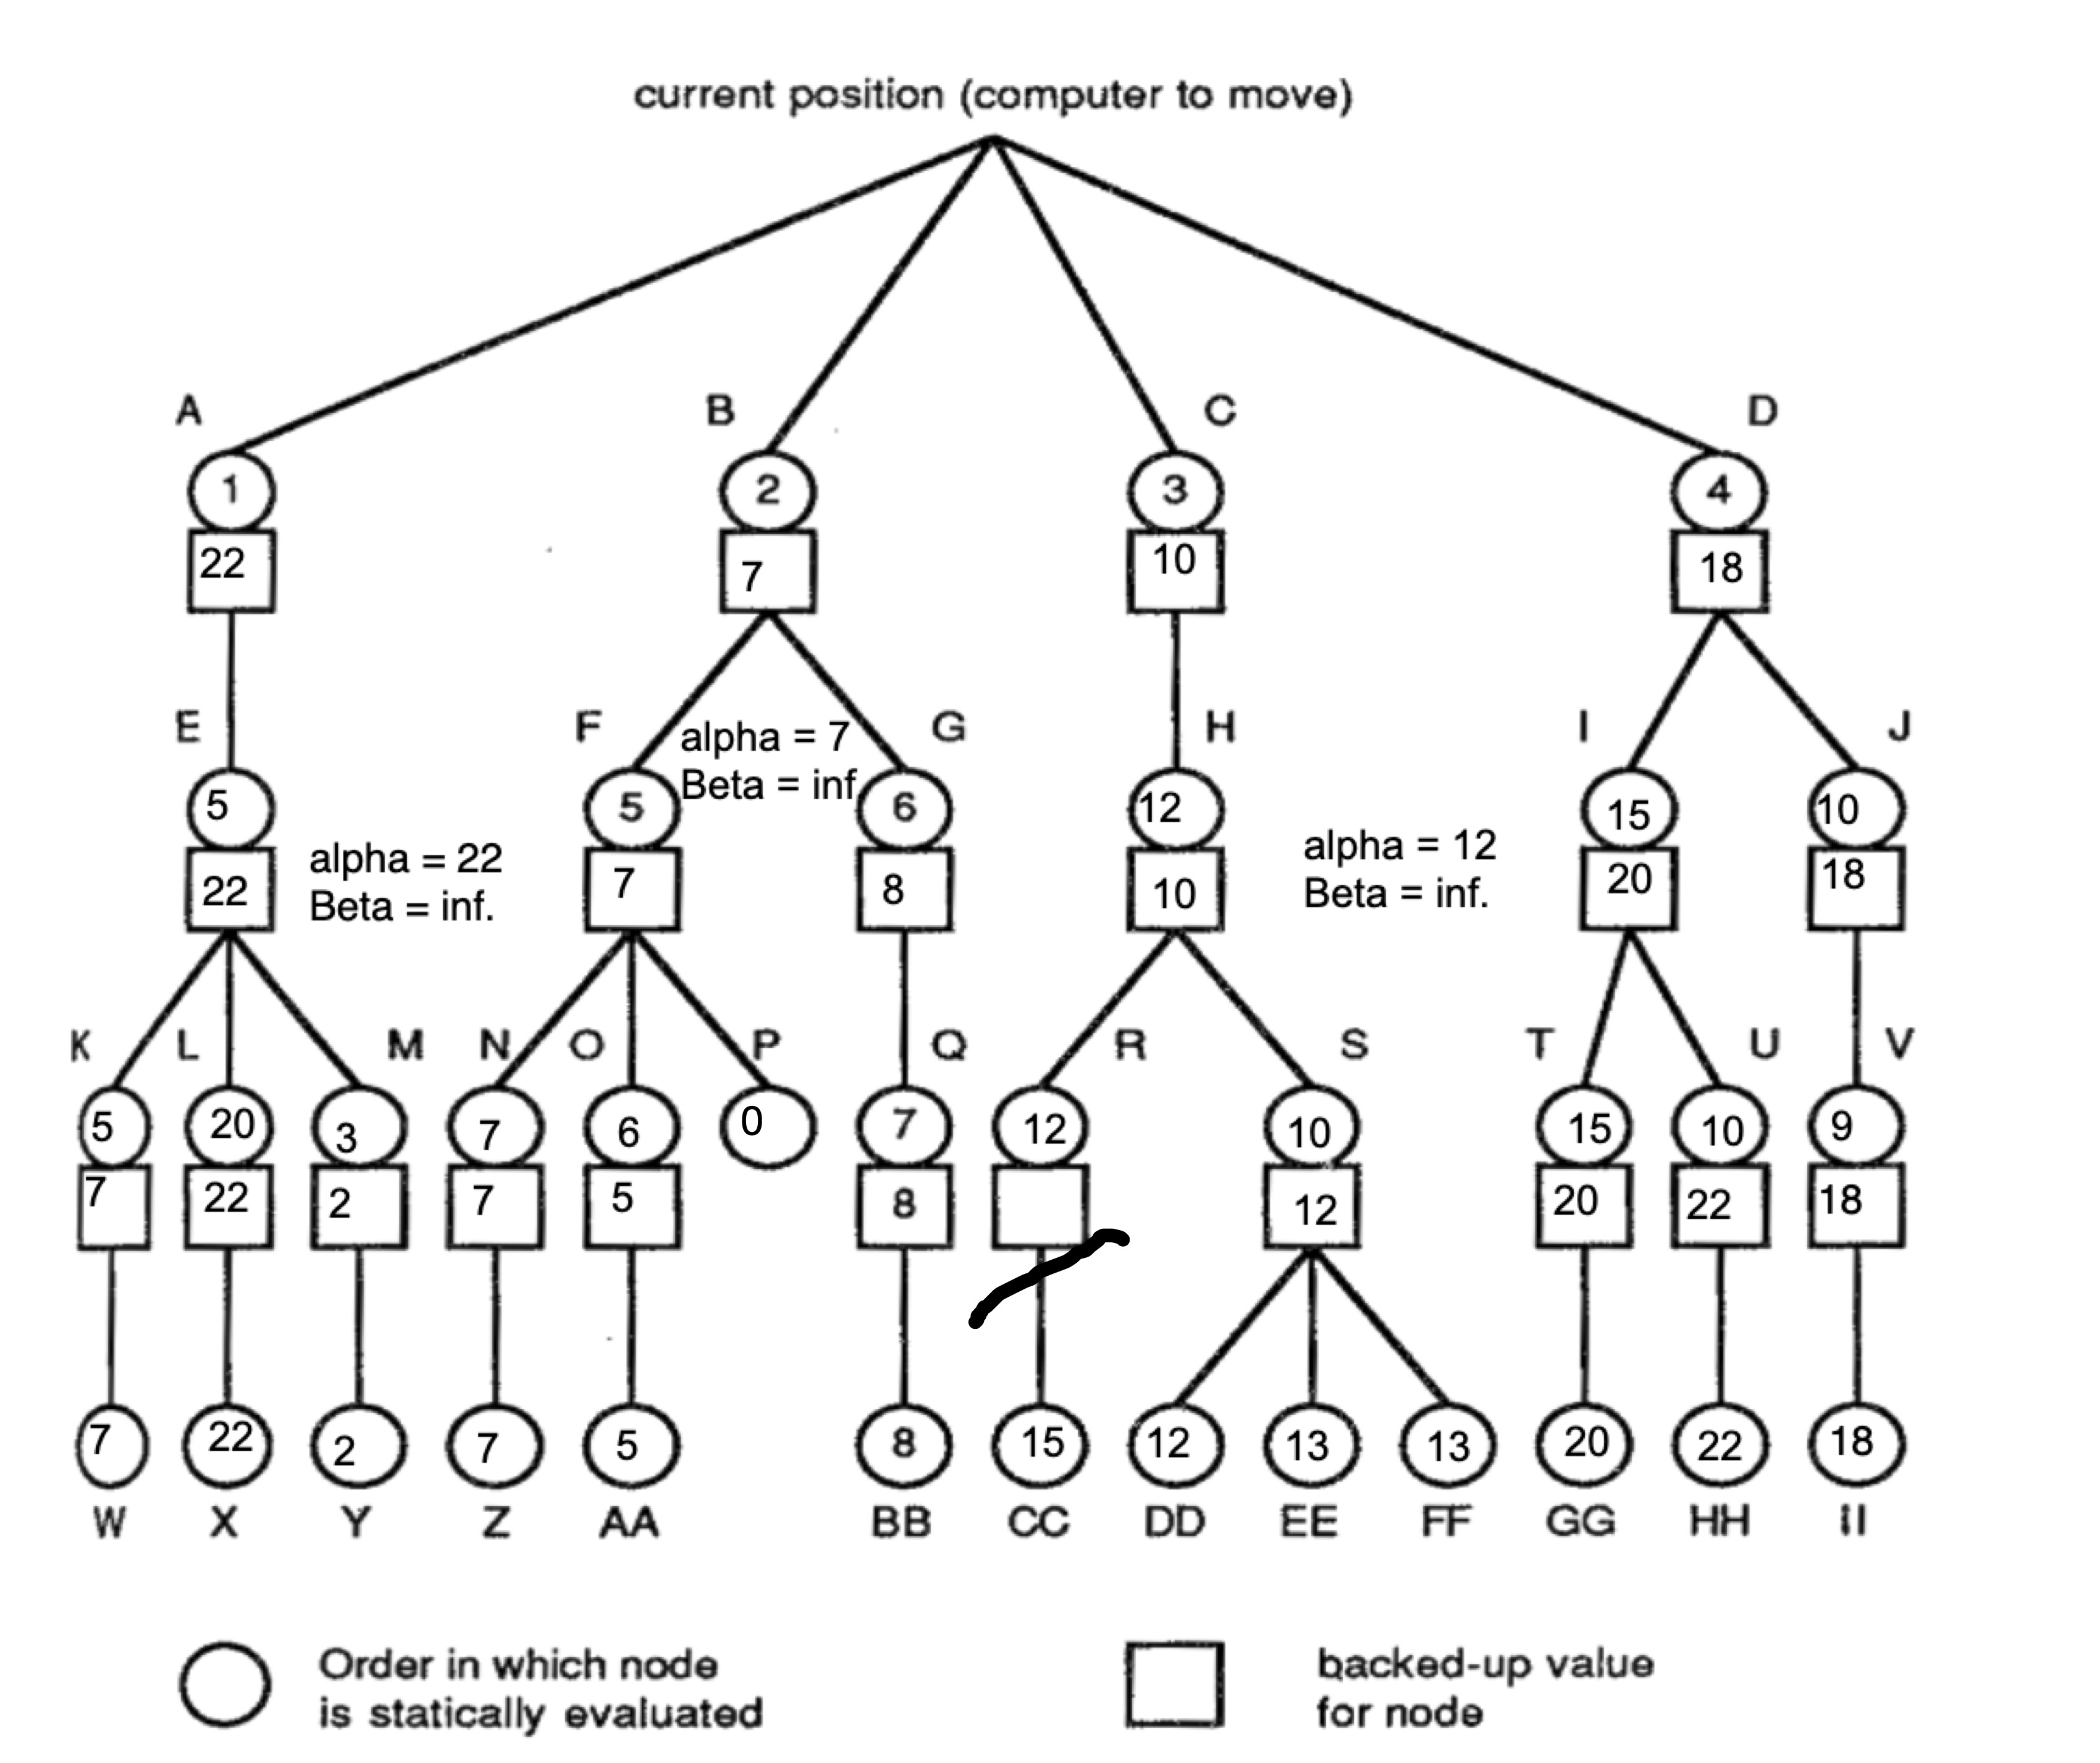 current position (computer to move)
A B C D
1 2 3 4
22 7 10 18
E F G H I J
alpha = 7
Beta = inf
5 5 6 12 15 10
alpha = 22
Beta = inf.
alpha = 12
Beta = inf.
22 7 8 10 20 18
K L M N O P Q R S T U V
5 20 3 7 6 0 7 12 10 15 10 9
7 22 2 7 5 8 12 20 22 18
7 22 2 7 5 8 15 12 13 13 20 22 18
W X Y Z AA BB CC DD EE FF GG HH II
Order in which node
is statically evaluated
backed-up value
for node